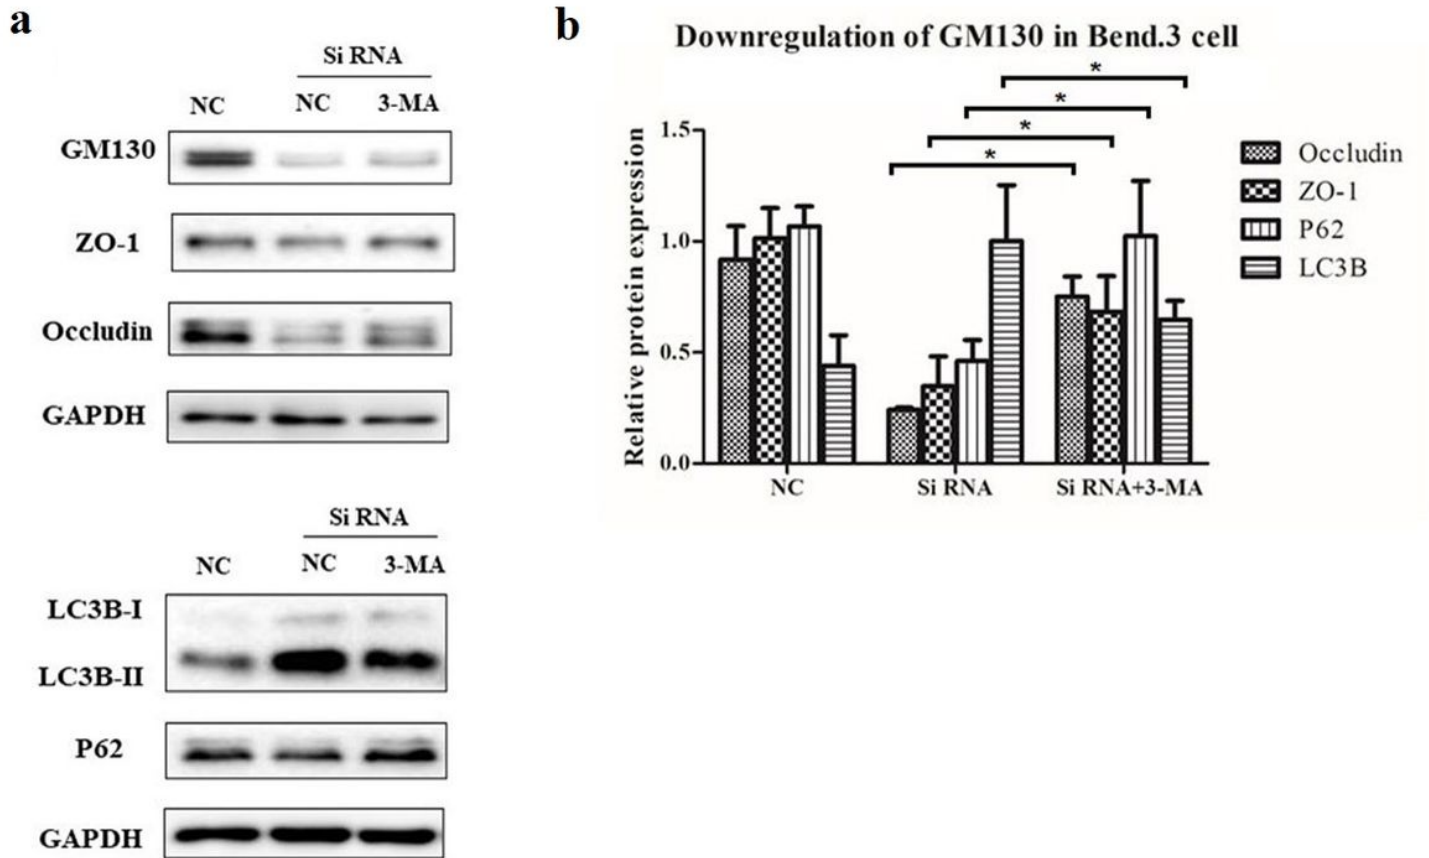 a
Si RNA
NC NC 3-MA
GM130
ZO-1
Occludin
GAPDH
Si RNA
NC NC 3-MA
LC3B-I
LC3B-II
P62
GAPDH
b
Downregulation of GM130 in Bend.3 cell
*
*
*
*
Relative protein expression
1.5
1.0
0.5
0.0
NC Si RNA Si RNA+3-MA
Occludin
ZO-1
P62
LC3B